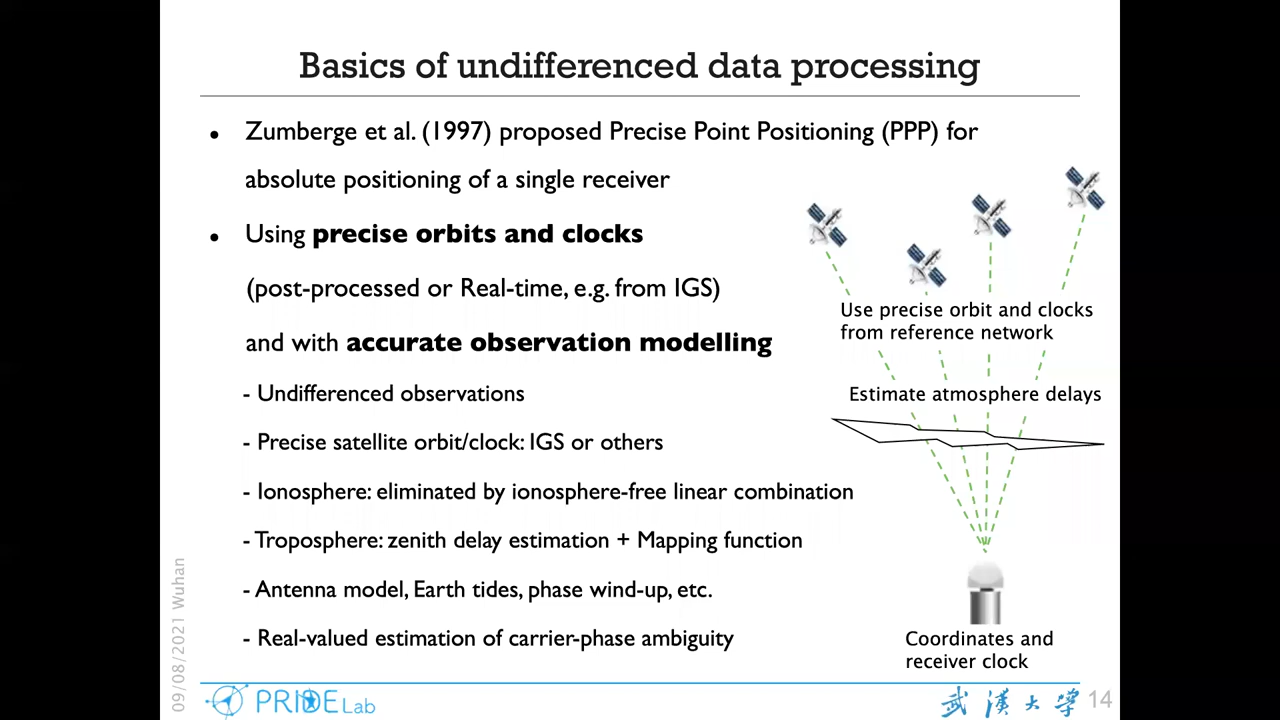 Basics of undifferenced data processing
• Zumberge et al. (1997) proposed Precise Point Positioning (PPP) for
absolute positioning of a single receiver
• Using precise orbits and clocks
(post-processed or Real-time, e.g. from IGS)
and with accurate observation modelling
- Undifferenced observations
- Precise satellite orbit/clock: IGS or others
- Ionosphere: eliminated by ionosphere-free linear combination
- Troposphere: zenith delay estimation + Mapping function
- Antenna model, Earth tides, phase wind-up, etc.
- Real-valued estimation of carrier-phase ambiguity
Use precise orbit and clocks
from reference network
Estimate atmosphere delays
Coordinates and
receiver clock
09/08/2021 Wuhan
PRIDE Lab
武漢大学
14